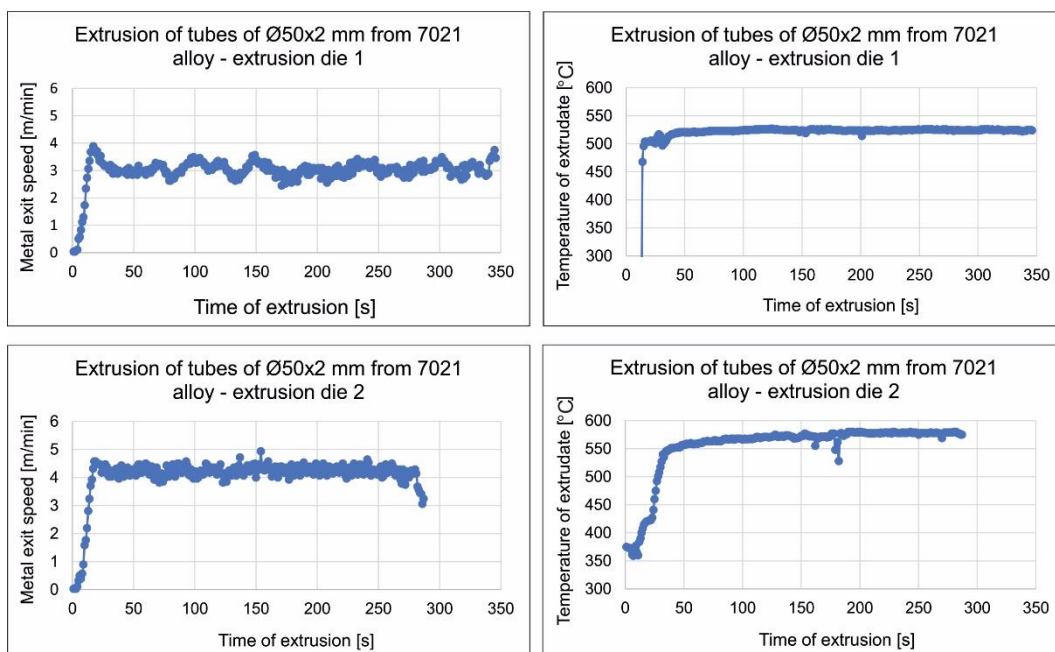 Extrusion of tubes of Ø50x2 mm from 7021
alloy - extrusion die 1
Metal exit speed [m/min]
6
5
4
3
2
1
0
0 50 100 150 200 250 300 350
Time of extrusion [s]
Extrusion of tubes of Ø50x2 mm from 7021
alloy - extrusion die 1
Temperature of extrudate [°C]
600
550
500
450
400
350
300
0 50 100 150 200 250 300 350
Time of extrusion [s]
Extrusion of tubes of Ø50x2 mm from 7021
alloy - extrusion die 2
Metal exit speed [m/min]
6
5
4
4
3
2
1
0
0 50 100 150 200 250 300 350
Time of extrusion [s]
Extrusion of tubes of Ø50x2 mm from 7021
alloy - extrusion die 2
Temperature of extrudate [°C]
600
550
500
450
400
350
300
0 50 100 150 200 250 300 350
Time of extrusion [s]